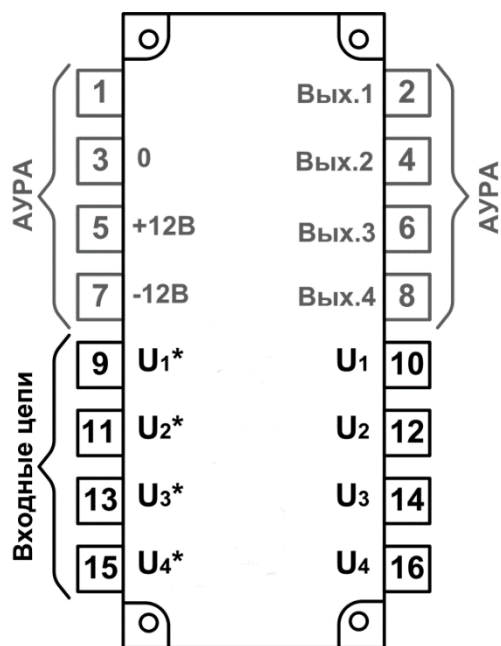 АУРА
1
Вых.1 2
3 0
Вых.2 4
5 +12В
Вых.3 6
7 -12В
Вых.4 8
АУРА
Входные цепи
9 U1*
U1 10
11 U2*
U2 12
13 U3*
U3 14
15 U4*
U4 16